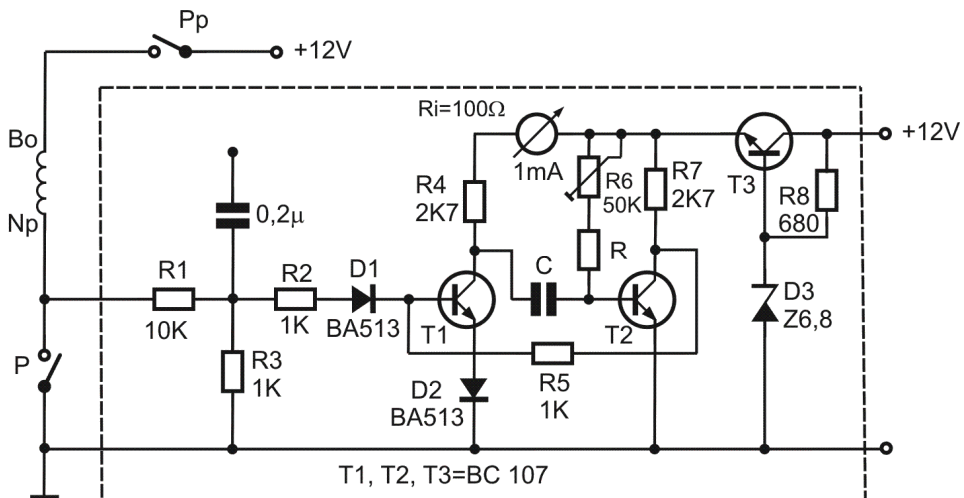 Pp
+12V
Ri=100Ω
Bo
+12V
1mA
T3
R4
2K7
R6
50K
R7
2K7
R8
680
0,2µ
Np
R
C
R1
10K
R2
1K
D1
BA513
T1
T2
D3
Z6,8
P
R3
1K
R5
1K
D2
BA513
T1, T2, T3=BC 107